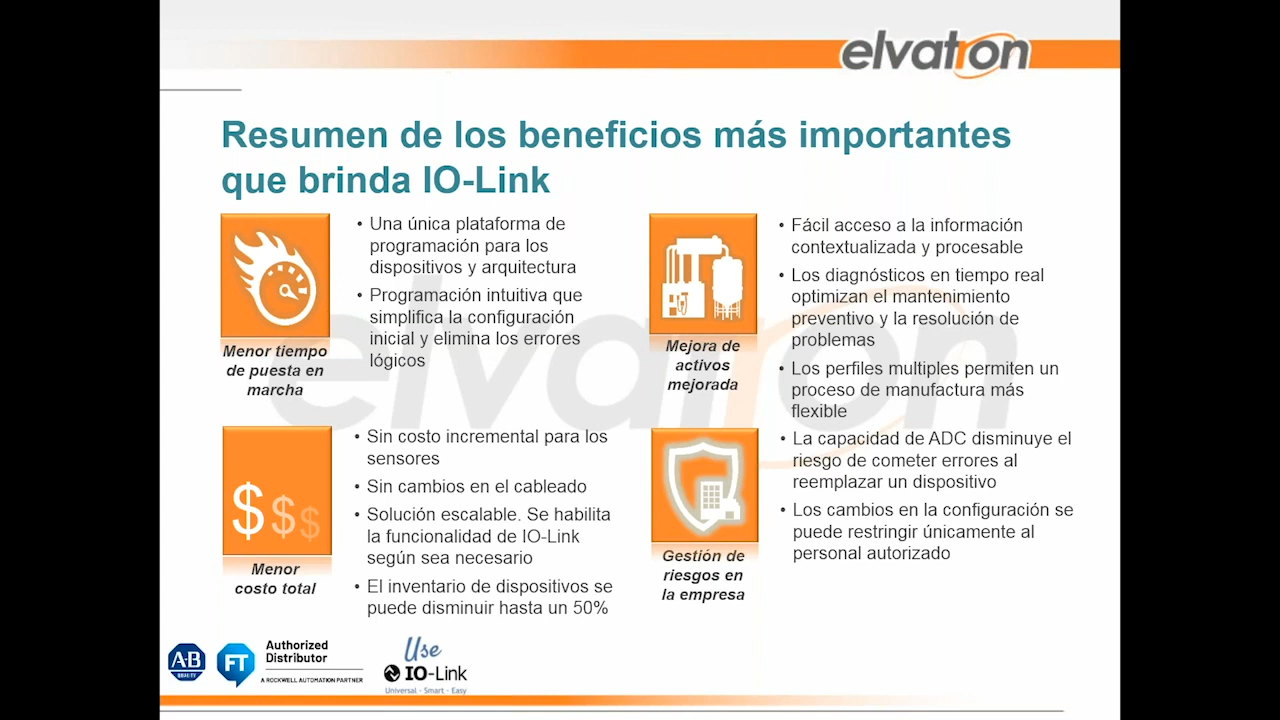 elvatron
Resumen de los beneficios más importantes
que brinda IO-Link
Menor tiempo
de puesta en
marcha
• Una única plataforma de
programación para los
dispositivos y arquitectura
• Programación intuitiva que
simplifica la configuración
inicial y elimina los errores
lógicos
Mejora de
activos
mejorada
• Fácil acceso a la información
contextualizada y procesable
• Los diagnósticos en tiempo real
optimizan el mantenimiento
preventivo y la resolución de
problemas
• Los perfiles multiples permiten un
proceso de manufactura más
flexible
$ $ $
Menor
costo total
• Sin costo incremental para los
sensores
• Sin cambios en el cableado
• Solución escalable. Se habilita
la funcionalidad de IO-Link
según sea necesario
• El inventario de dispositivos se
puede disminuir hasta un 50%
Gestión de
riesgos en
la empresa
• La capacidad de ADC disminuye el
riesgo de cometer errores al
reemplazar un dispositivo
• Los cambios en la configuración se
puede restringir únicamente al
personal autorizado
elvatron
AB
QUALITY
FT
Authorized
Distributor
A ROCKWELL AUTOMATION PARTNER
Use
IO-Link
Universal - Smart - Easy